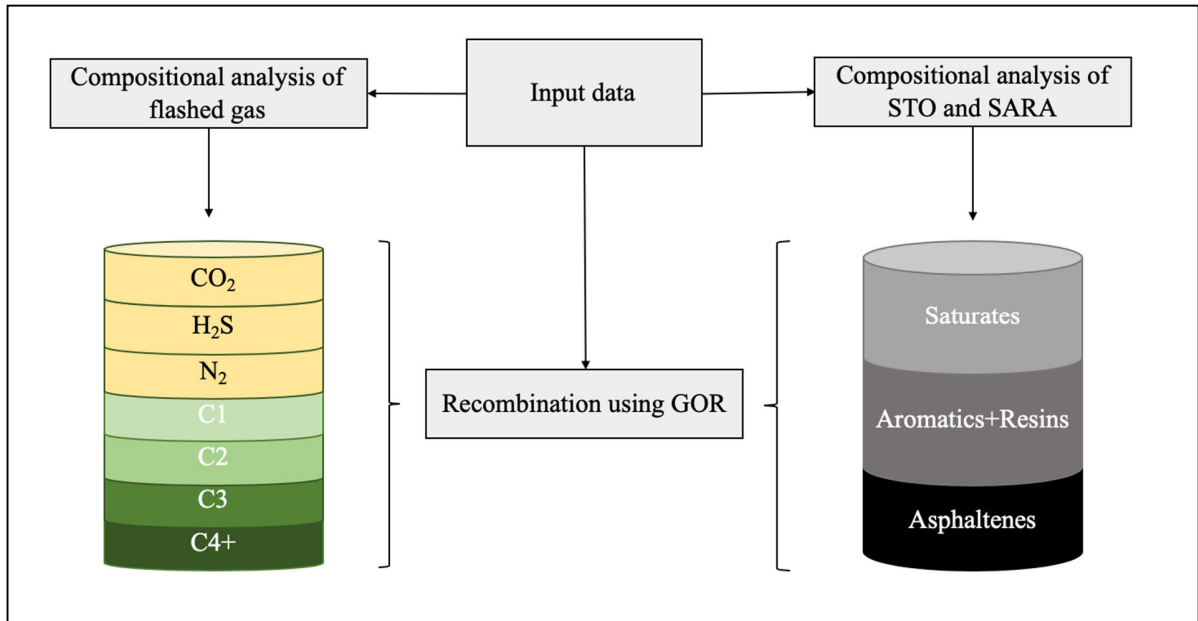 Compositional analysis of
flashed gas
Input data
Compositional analysis of
STO and SARA
CO₂
H₂S
N₂
C1
C2
C3
C4+
Recombination using GOR
Saturates
Aromatics+Resins
Asphaltenes